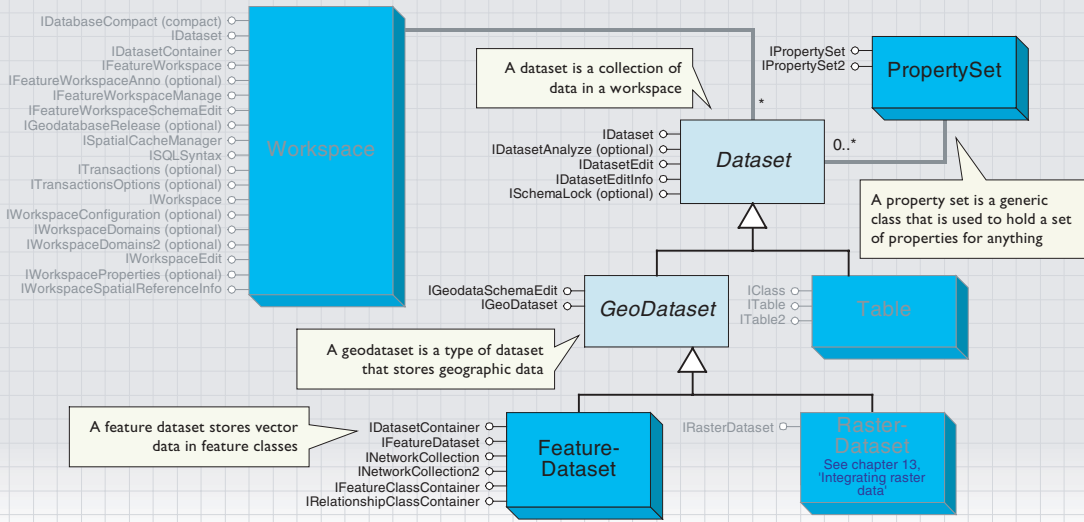 IDatabaseCompact (compact)
IDataset
IDatasetContainer
IFeatureWorkspace
IFeatureWorkspaceAnno (optional)
IFeatureWorkspaceManage
IFeatureWorkspaceSchemaEdit
IGeodatabaseRelease (optional)
ISpatialCacheManager
ISQLSyntax
ITransactions (optional)
ITransactionsOptions (optional)
IWorkspace
IWorkspaceConfiguration (optional)
IWorkspaceDomains (optional)
IWorkspaceDomains2 (optional)
IWorkspaceEdit
IWorkspaceProperties (optional)
IWorkspaceSpatialReferenceInfo
Workspace
A dataset is a collection of
data in a workspace
*
IPropertySet
IPropertySet2
PropertySet
IDataset
IDatasetAnalyze (optional)
IDatasetEdit
IDatasetEditInfo
ISchemaLock (optional)
Dataset
0..*
A property set is a generic
class that is used to hold a set
of properties for anything
IGeodataSchemaEdit
IGeoDataset
GeoDataset
IClass
ITable
ITable2
Table
A geodataset is a type of dataset
that stores geographic data
A feature dataset stores vector
data in feature classes
IDatasetContainer
IFeatureDataset
INetworkCollection
INetworkCollection2
IFeatureClassContainer
IRelationshipClassContainer
Feature-
Dataset
IRasterDataset
Raster-
Dataset
See chapter 13,
'Integrating raster
data'